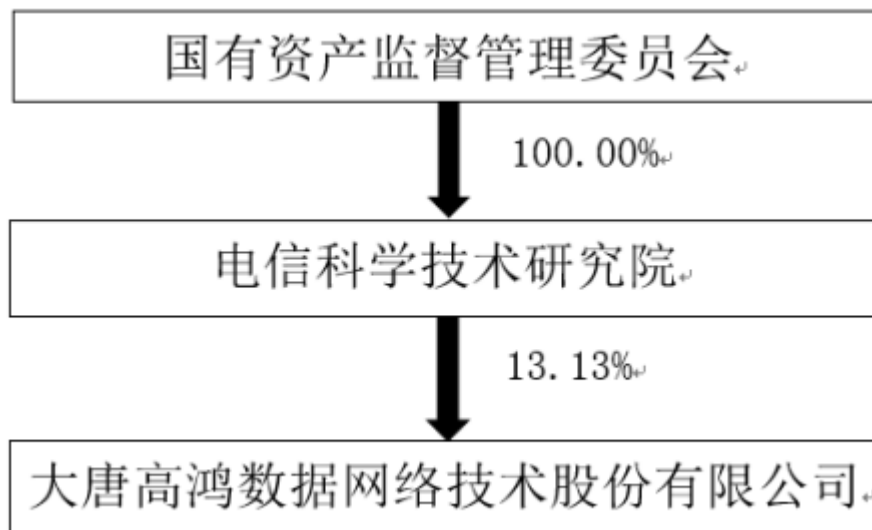 国有资产监督管理委员会
100.00%
电信科学技术研究院
13.13%
大唐高鸿数据网络技术股份有限公司